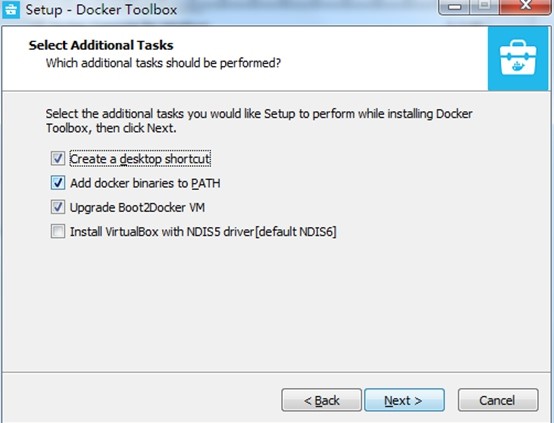 Setup - Docker Toolbox
Select Additional Tasks
Which additional tasks should be performed?
Select the additional tasks you would like Setup to perform while installing Docker
Toolbox, then click Next.
Create a desktop shortcut
Add docker binaries to PATH
Upgrade Boot2Docker VM
Install VirtualBox with NDIS5 driver[default NDIS6]
< Back
Next >
Cancel